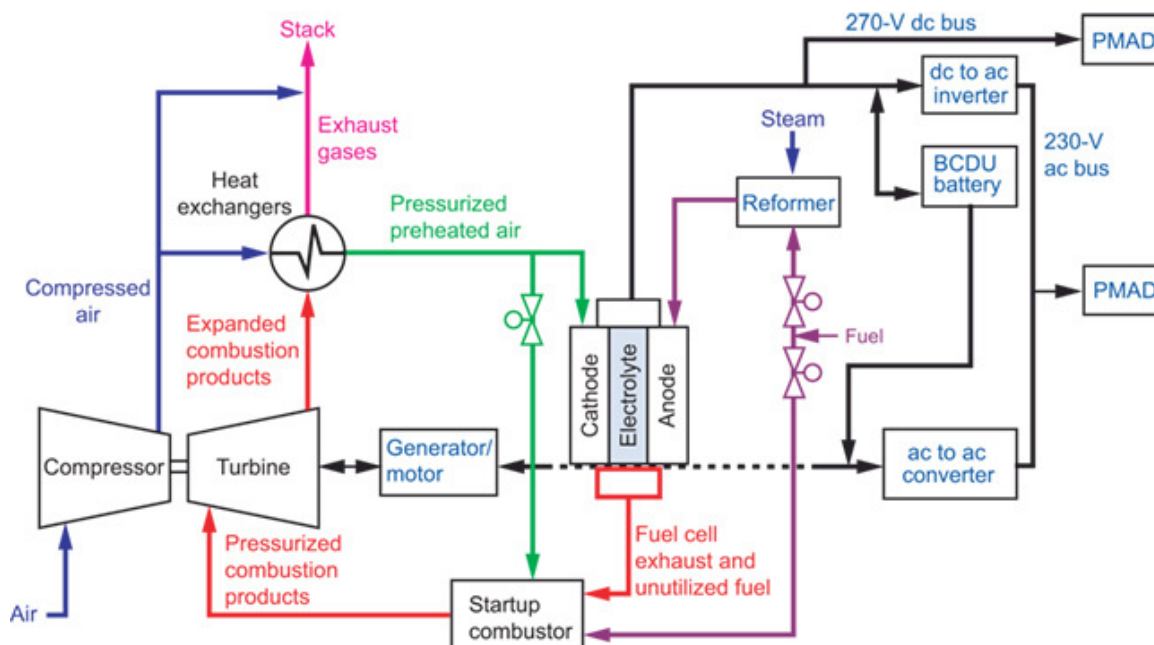 270-V dc bus
PMAD
Stack
dc to ac
inverter
Steam
230-V
ac bus
Exhaust
gases
BCDU
battery
Heat
exchangers
Pressurized
preheated air
Reformer
Compressed
air
PMAD
Expanded
combustion
products
Fuel
Cathode
Electrolyte
Anode
Compressor
Turbine
Generator/
motor
ac to ac
converter
Pressurized
combustion
products
Fuel cell
exhaust and
unutilized fuel
Air
Startup
combustor